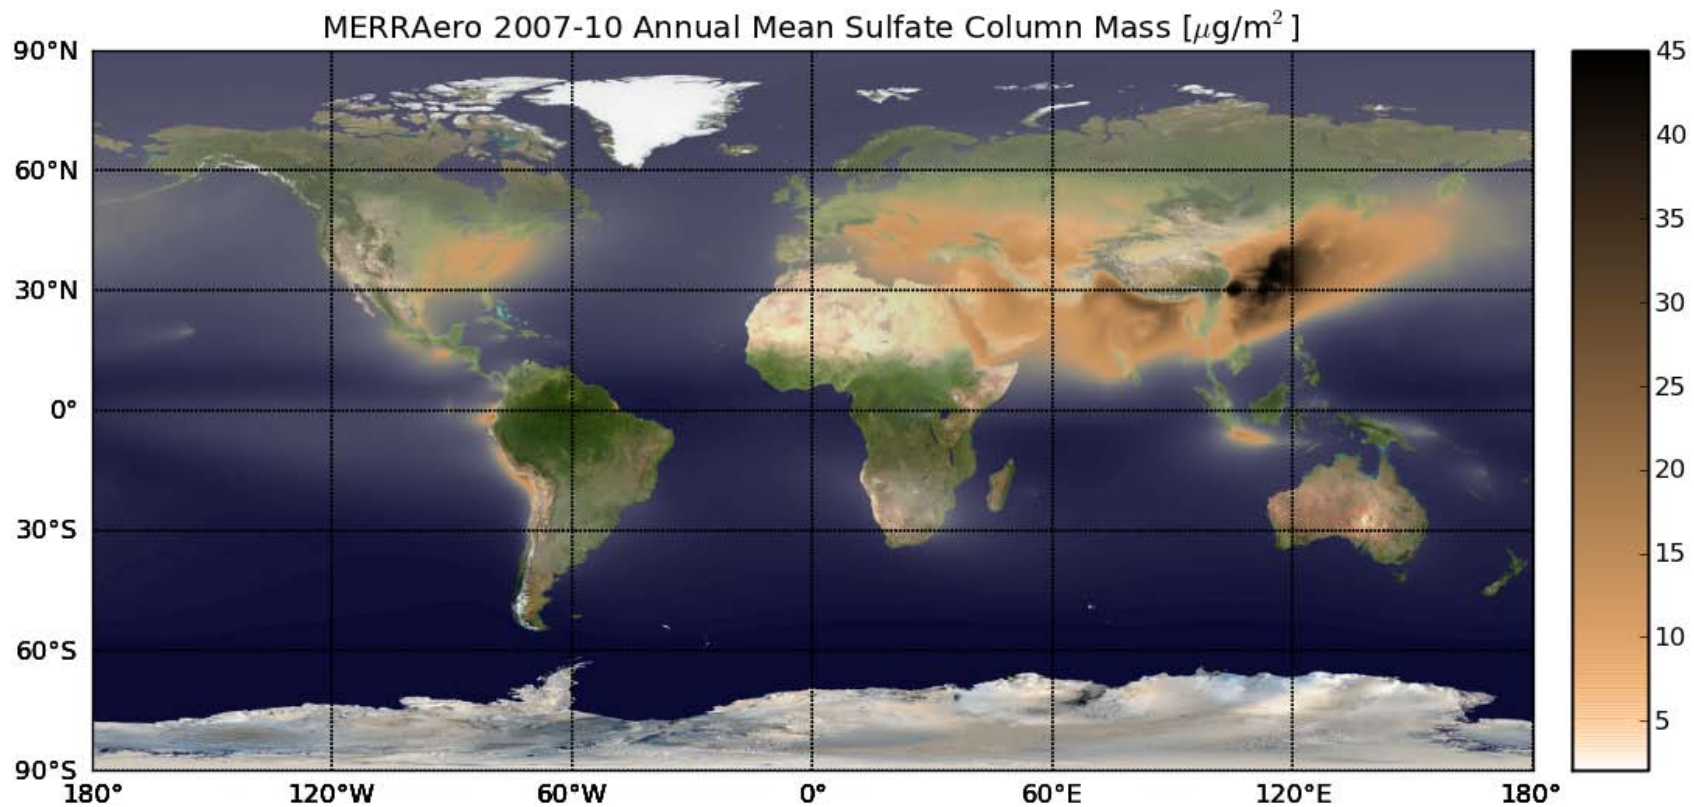 MERRAero 2007-10 Annual Mean Sulfate Column Mass [μg/m² ]
90°N
60°N
30°N
0°
30°S
60°S
90°S
180° 120°W 60°W 0° 60°E 120°E 180°
45
40
35
30
25
20
15
10
5